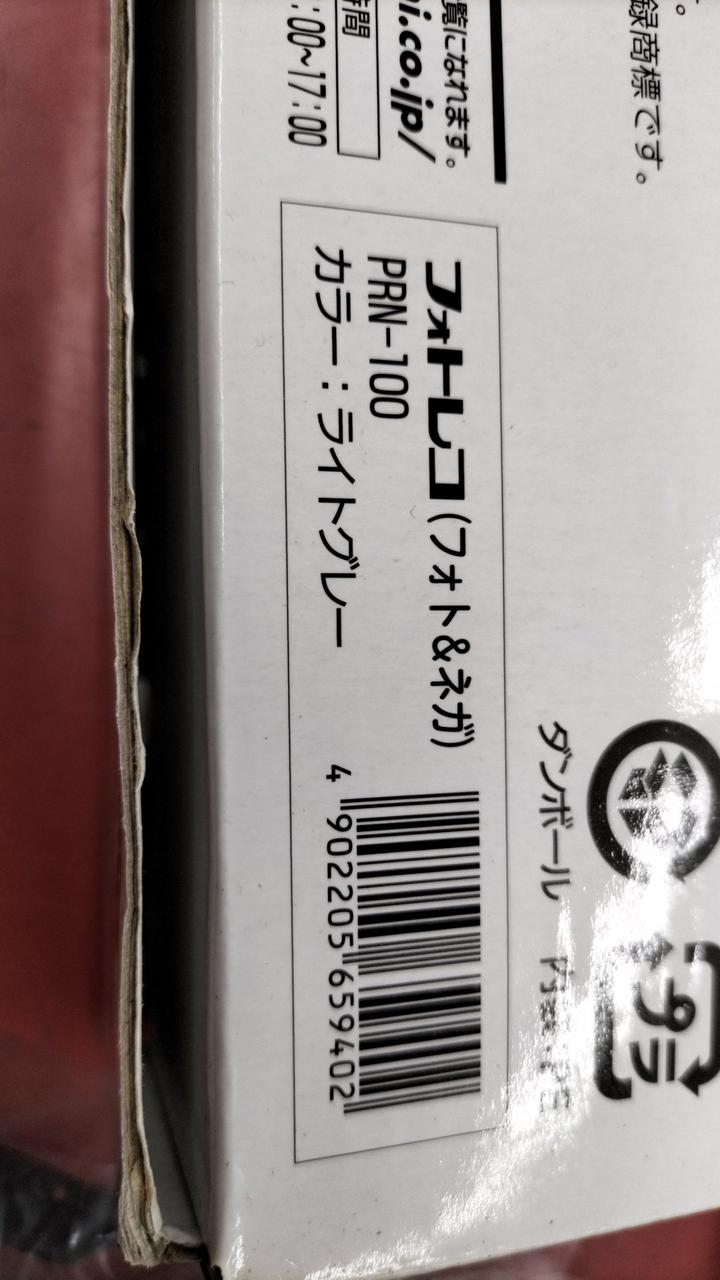 録商標です。
覧になれます。
i.co.jp/
時間
:00~17:00
フォトレコ(フォト&ネガ)
PRN-100
カラー:ライトグレー
4 902205 659402
ダンボール
プラ